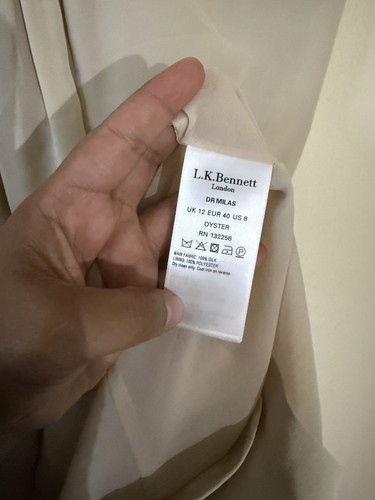 L.K.Bennett
London
DR MILAS
UK 12 EUR 40 US 8
OYSTER
RN 132258
MAIN FABRIC: 100% SILK
LINING: 100% POLYESTER
Dry clean only. Cool iron on reverse